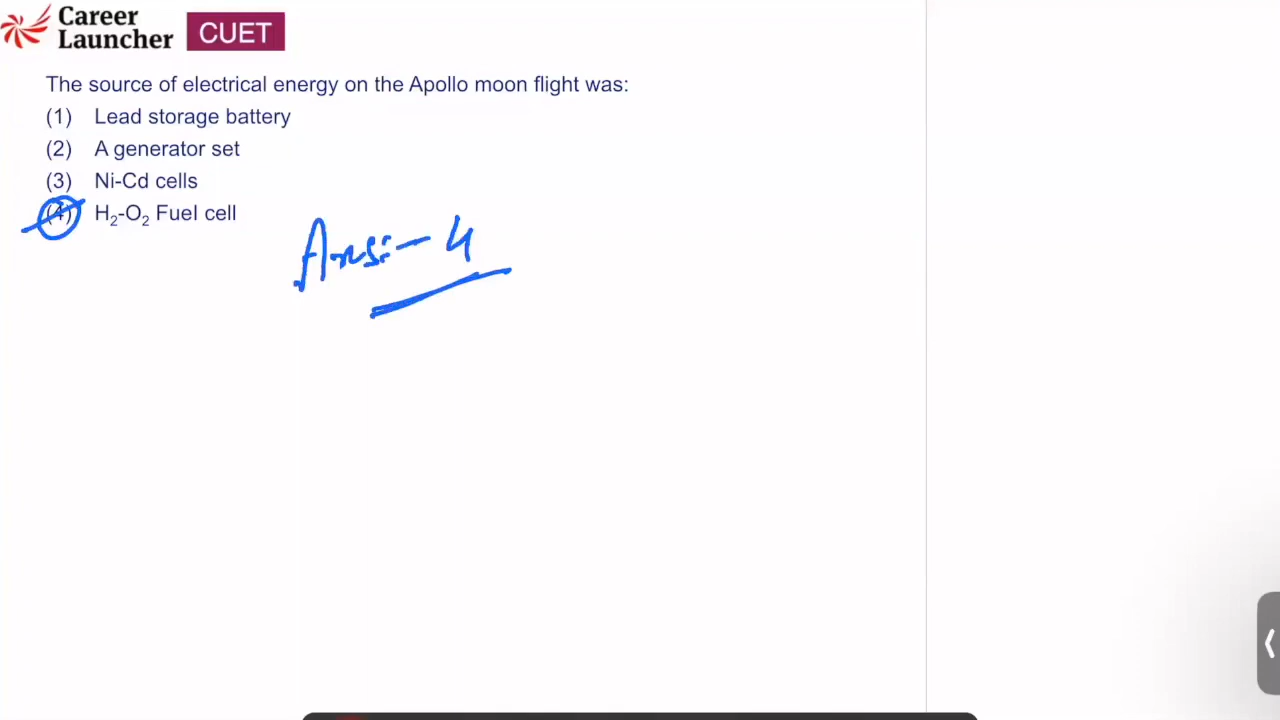 Career
Launcher
CUET
The source of electrical energy on the Apollo moon flight was:
(1) Lead storage battery
(2) A generator set
(3) Ni-Cd cells
(4) H₂-O₂ Fuel cell
Ans:- 4